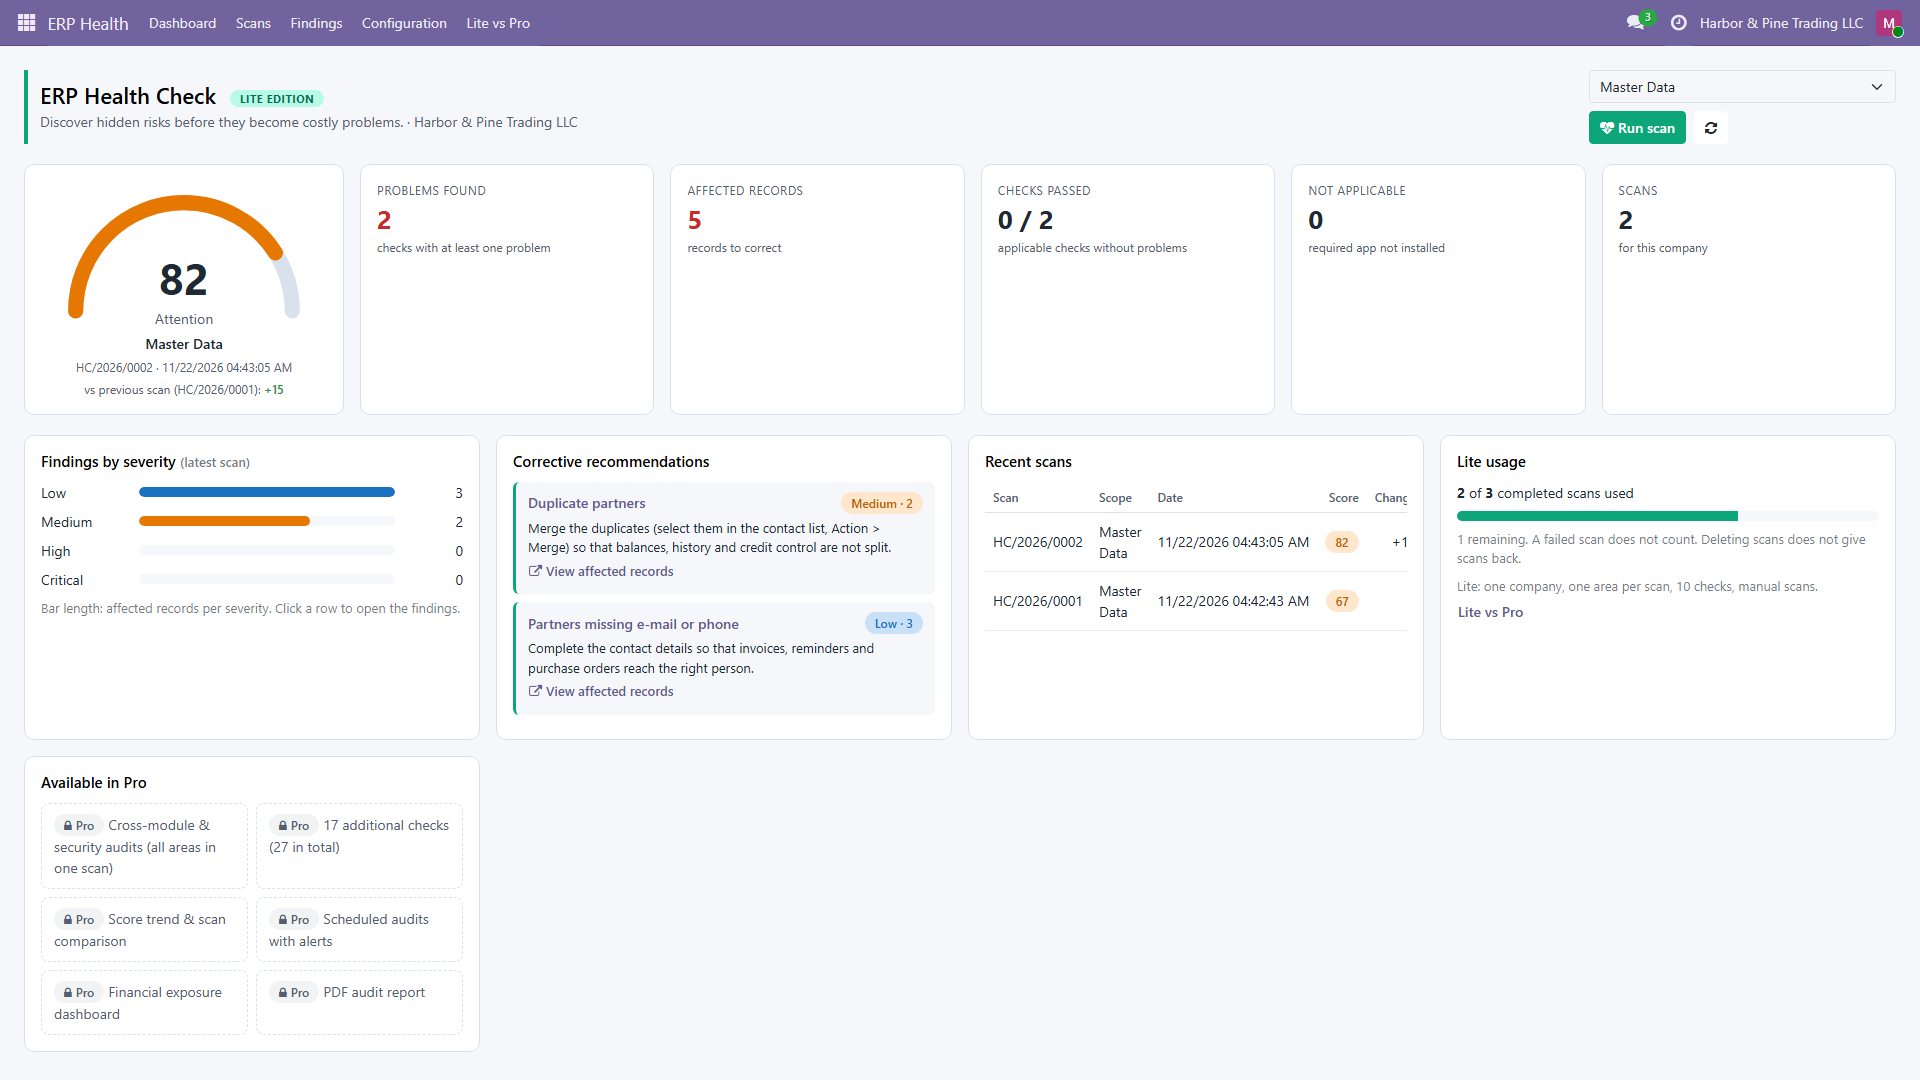 ERP Health Dashboard Scans Findings Configuration Lite vs Pro 3 Harbor & Pine Trading LLC M
ERP Health Check LITE EDITION
Discover hidden risks before they become costly problems. · Harbor & Pine Trading LLC
Master Data
Run scan
82
Attention
Master Data
HC/2026/0002 · 11/22/2026 04:43:05 AM
vs previous scan (HC/2026/0001): +15
PROBLEMS FOUND
2
checks with at least one problem
AFFECTED RECORDS
5
records to correct
CHECKS PASSED
0 / 2
applicable checks without problems
NOT APPLICABLE
0
required app not installed
SCANS
2
for this company
Findings by severity (latest scan)
Low 3
Medium 2
High 0
Critical 0
Bar length: affected records per severity. Click a row to open the findings.
Corrective recommendations
Duplicate partners Medium · 2
Merge the duplicates (select them in the contact list, Action >
Merge) so that balances, history and credit control are not split.
View affected records
Partners missing e-mail or phone Low · 3
Complete the contact details so that invoices, reminders and
purchase orders reach the right person.
View affected records
Recent scans
Scan Scope Date Score Chang
HC/2026/0002 Master Data 11/22/2026 04:43:05 AM 82 +1
HC/2026/0001 Master Data 11/22/2026 04:42:43 AM 67
Lite usage
2 of 3 completed scans used
1 remaining. A failed scan does not count. Deleting scans does not give
scans back.
Lite: one company, one area per scan, 10 checks, manual scans.
Lite vs Pro
Available in Pro
Pro Cross-module &
security audits (all areas in
one scan)
Pro 17 additional checks
(27 in total)
Pro Score trend & scan
comparison
Pro Scheduled audits
with alerts
Pro Financial exposure
dashboard
Pro PDF audit report